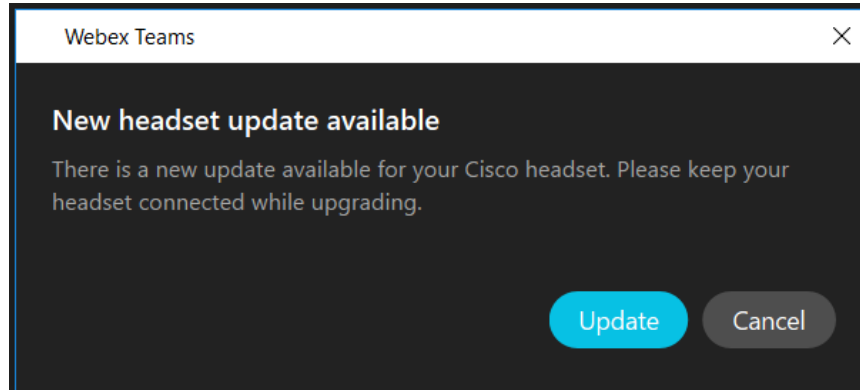 Webex Teams
New headset update available
There is a new update available for your Cisco headset. Please keep your
headset connected while upgrading.
Update Cancel